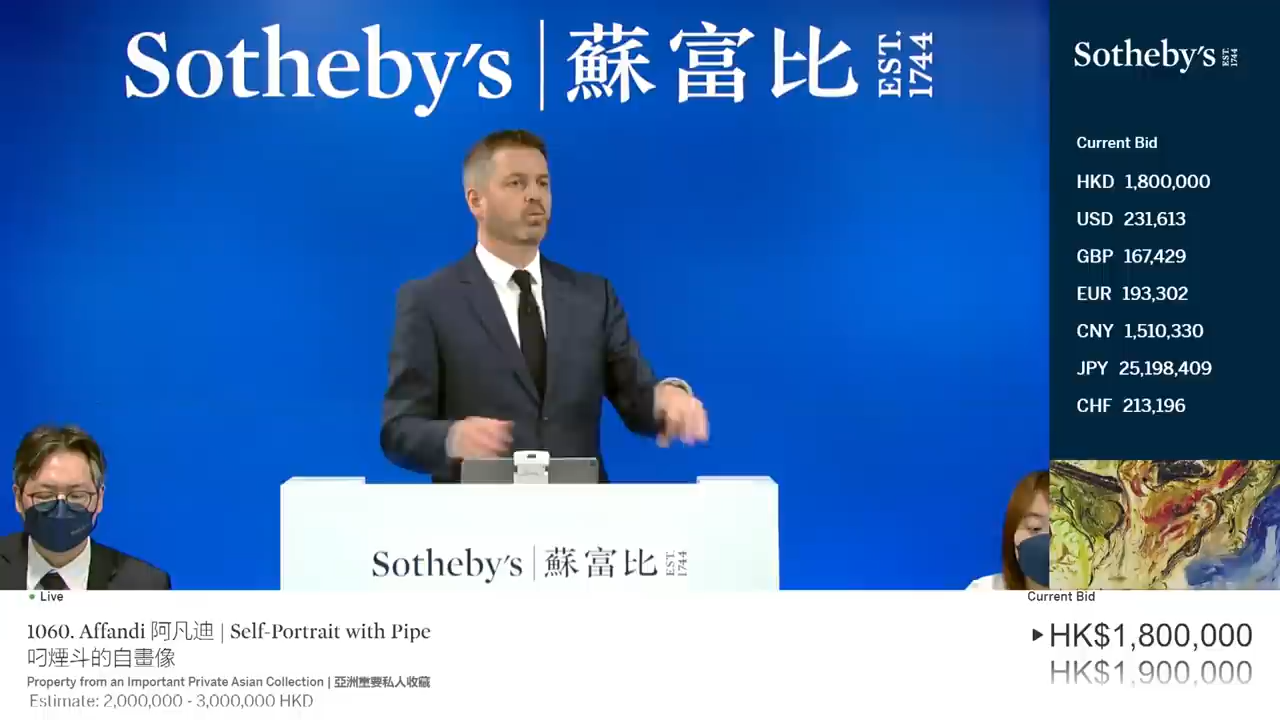 Sotheby's | 蘇富比 EST. 1744
Sotheby's EST. 1744
Current Bid
HKD 1,800,000
USD 231,613
GBP 167,429
EUR 193,302
CNY 1,510,330
JPY 25,198,409
CHF 213,196
Sotheby's | 蘇富比 EST. 1744
Live
1060. Affandi 阿凡迪 | Self-Portrait with Pipe
叼煙斗的自畫像
Property from an Important Private Asian Collection | 亞洲重要私人收藏
Estimate: 2,000,000 - 3,000,000 HKD
Current Bid
HK$1,800,000
HK$1,900,000